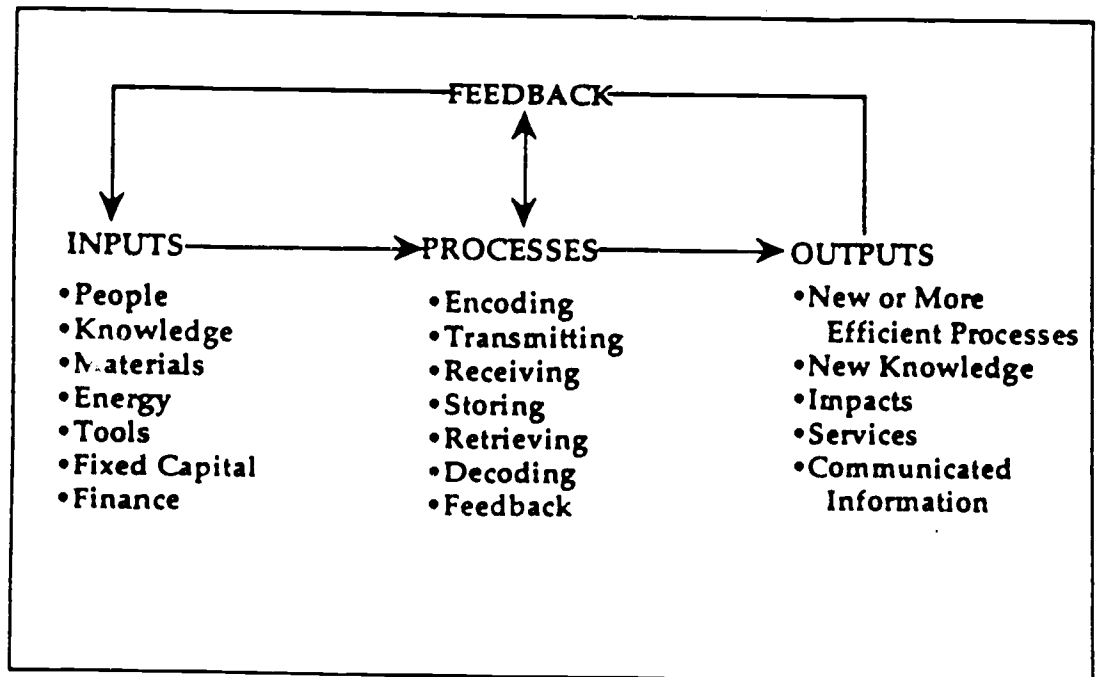 FEEDBACK
INPUTS
•People
•Knowledge
•Materials
•Energy
•Tools
•Fixed Capital
•Finance
PROCESSES
•Encoding
•Transmitting
•Receiving
•Storing
•Retrieving
•Decoding
•Feedback
OUTPUTS
•New or More
Efficient Processes
•New Knowledge
•Impacts
•Services
•Communicated
Information